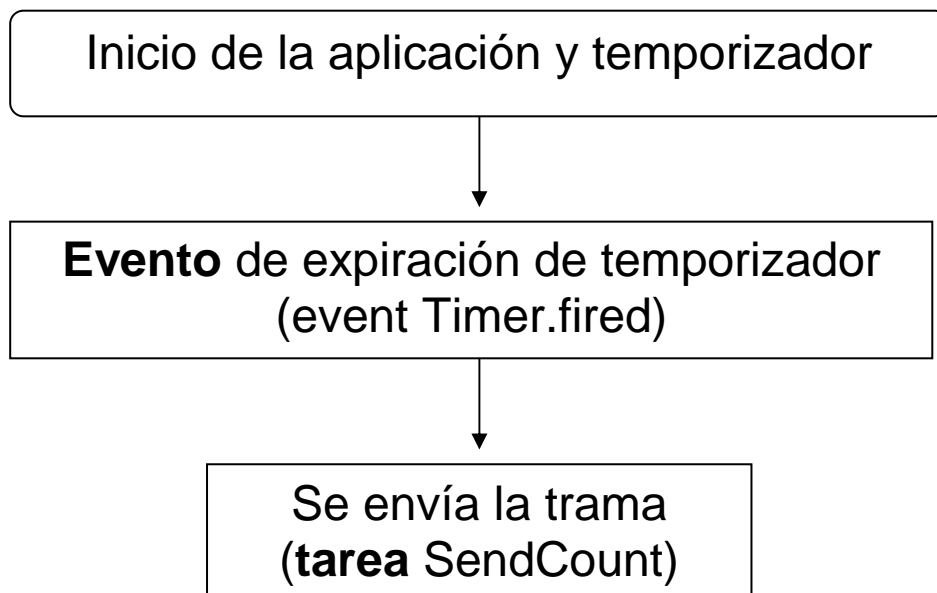 Inicio de la aplicación y temporizador
Evento de expiración de temporizador
(event Timer.fired)
Se envía la trama
(tarea SendCount)